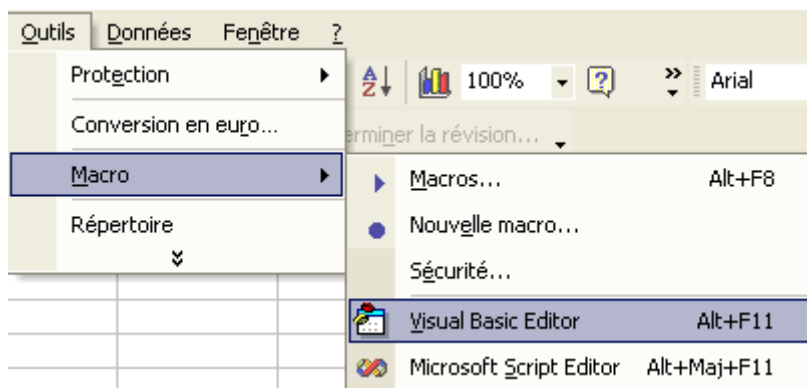 Outils Données Fenêtre ?
Protection
100% Arial
Conversion en euro...
erminer la révision...
Macro
Macros... Alt+F8
Répertoire
Nouvelle macro...
Sécurité...
Visual Basic Editor Alt+F11
Microsoft Script Editor Alt+Maj+F11